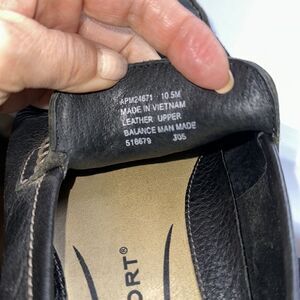 APM24671 10.5M
MADE IN VIETNAM
LEATHER UPPER
BALANCE MAN MADE
518679 J05
ORT®